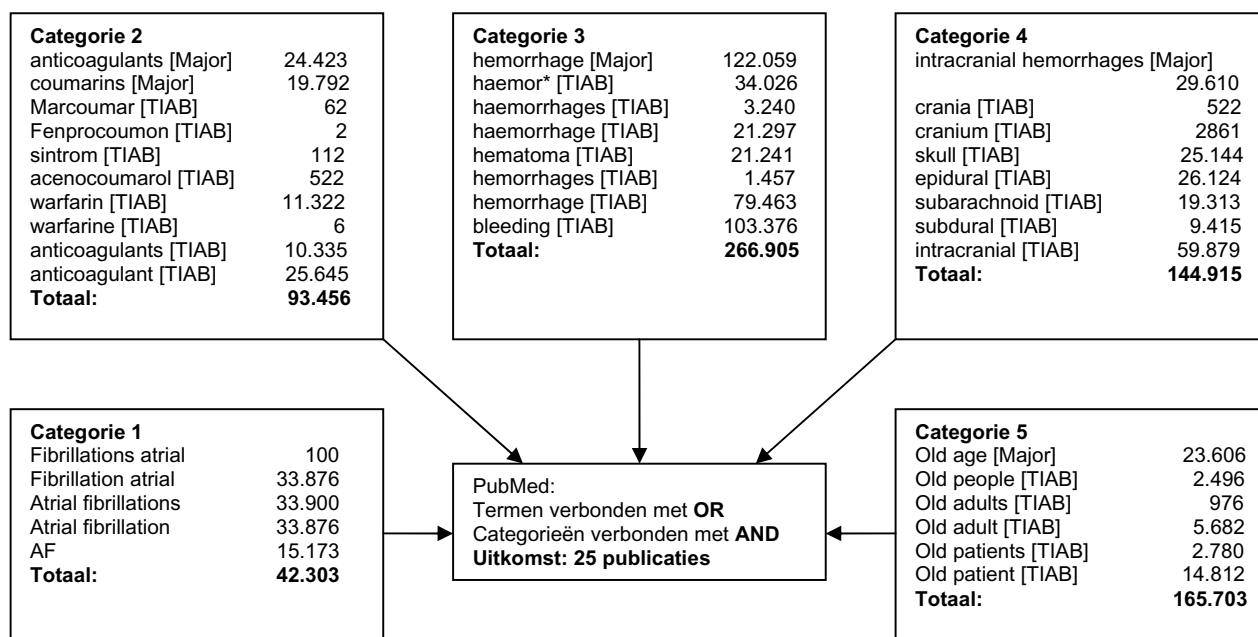 Categorie 2
anticoagulants [Major] 24.423
coumarins [Major] 19.792
Marcoumar [TIAB] 62
Fenprocoumon [TIAB] 2
sintrom [TIAB] 112
acenocoumarol [TIAB] 522
warfarin [TIAB] 11.322
warfarine [TIAB] 6
anticoagulants [TIAB] 10.335
anticoagulant [TIAB] 25.645
Totaal: 93.456
Categorie 3
hemorrhage [Major] 122.059
haemor* [TIAB] 34.026
haemorrhages [TIAB] 3.240
haemorrhage [TIAB] 21.297
hematoma [TIAB] 21.241
hemorrhages [TIAB] 1.457
hemorrhage [TIAB] 79.463
bleeding [TIAB] 103.376
Totaal: 266.905
Categorie 4
intracranial hemorrhages [Major]
29.610
crania [TIAB] 522
cranium [TIAB] 2861
skull [TIAB] 25.144
epidural [TIAB] 26.124
subarachnoid [TIAB] 19.313
subdural [TIAB] 9.415
intracranial [TIAB] 59.879
Totaal: 144.915
Categorie 1
Fibrillations atrial 100
Fibrillation atrial 33.876
Atrial fibrillations 33.900
Atrial fibrillation 33.876
AF 15.173
Totaal: 42.303
PubMed:
Termen verbonden met OR
Categorieën verbonden met AND
Uitkomst: 25 publicaties
Categorie 5
Old age [Major] 23.606
Old people [TIAB] 2.496
Old adults [TIAB] 976
Old adult [TIAB] 5.682
Old patients [TIAB] 2.780
Old patient [TIAB] 14.812
Totaal: 165.703